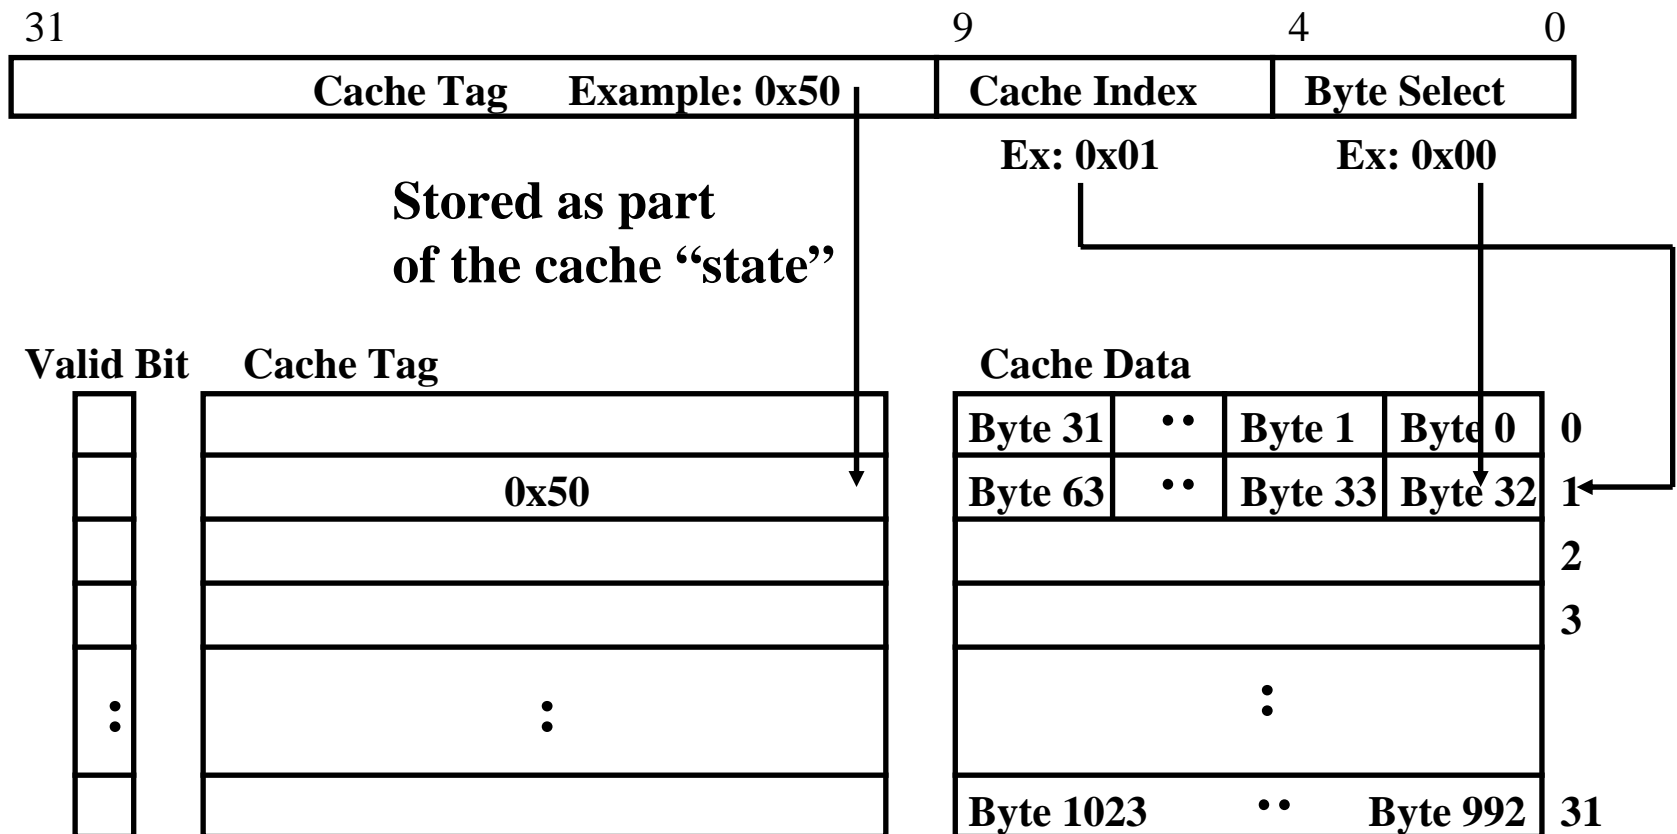 31 9 4 0
Cache Tag Example: 0x50 Cache Index Byte Select
Ex: 0x01 Ex: 0x00
Stored as part
of the cache “state”
Valid Bit Cache Tag Cache Data
Byte 31 •• Byte 1 Byte 0 0
0x50 Byte 63 •• Byte 33 Byte 32 1
2
3
: : :
Byte 1023 •• Byte 992 31